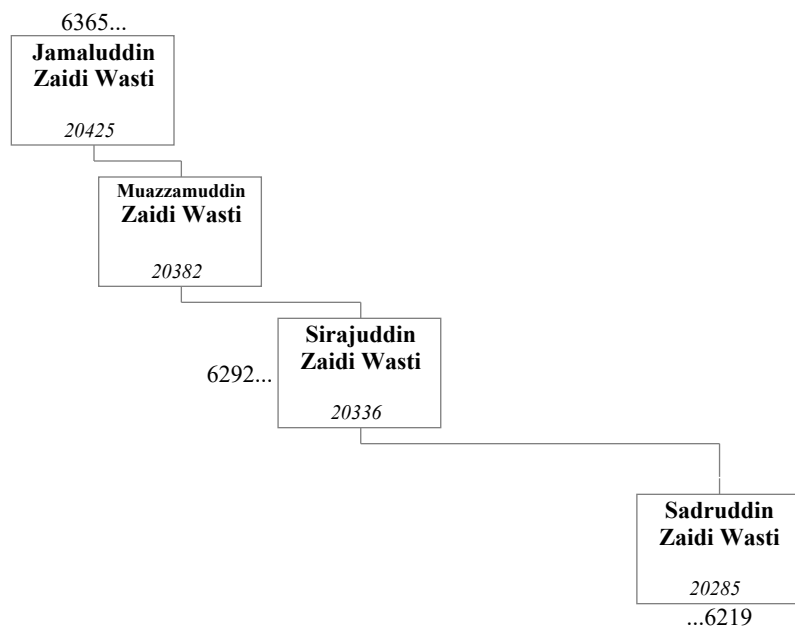 6365...
Jamaluddin
Zaidi Wasti
20425
Muazzamuddin
Zaidi Wasti
20382
Sirajuddin
Zaidi Wasti
6292...
20336
Sadruddin
Zaidi Wasti
20285
...6219